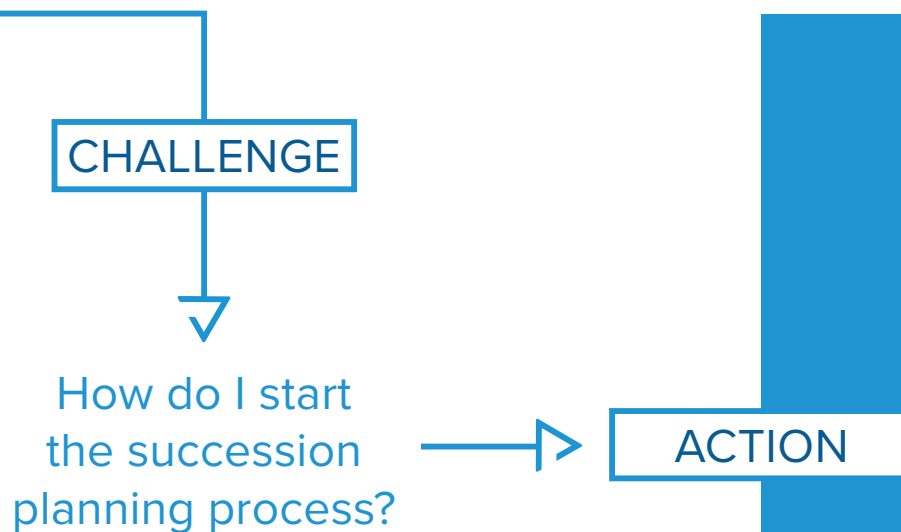 CHALLENGE
How do I start
the succession
planning process?
ACTION